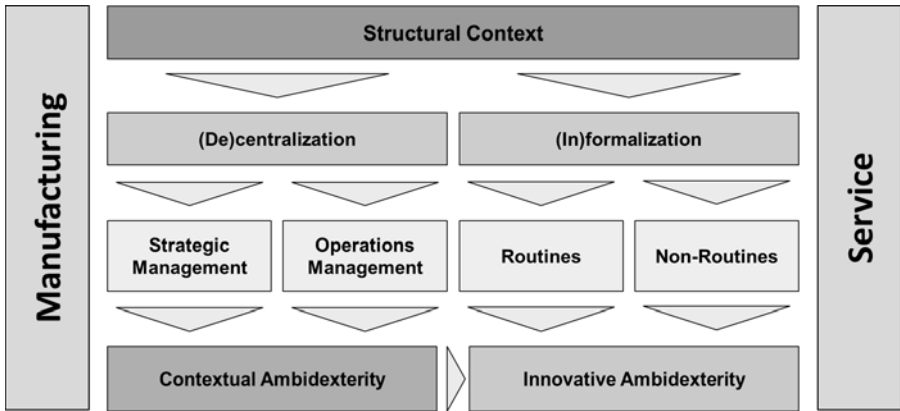 Manufacturing
Structural Context
(De)centralization
(In)formalization
Strategic
Management
Operations
Management
Routines
Non-Routines
Contextual Ambidexterity
Innovative Ambidexterity
Service